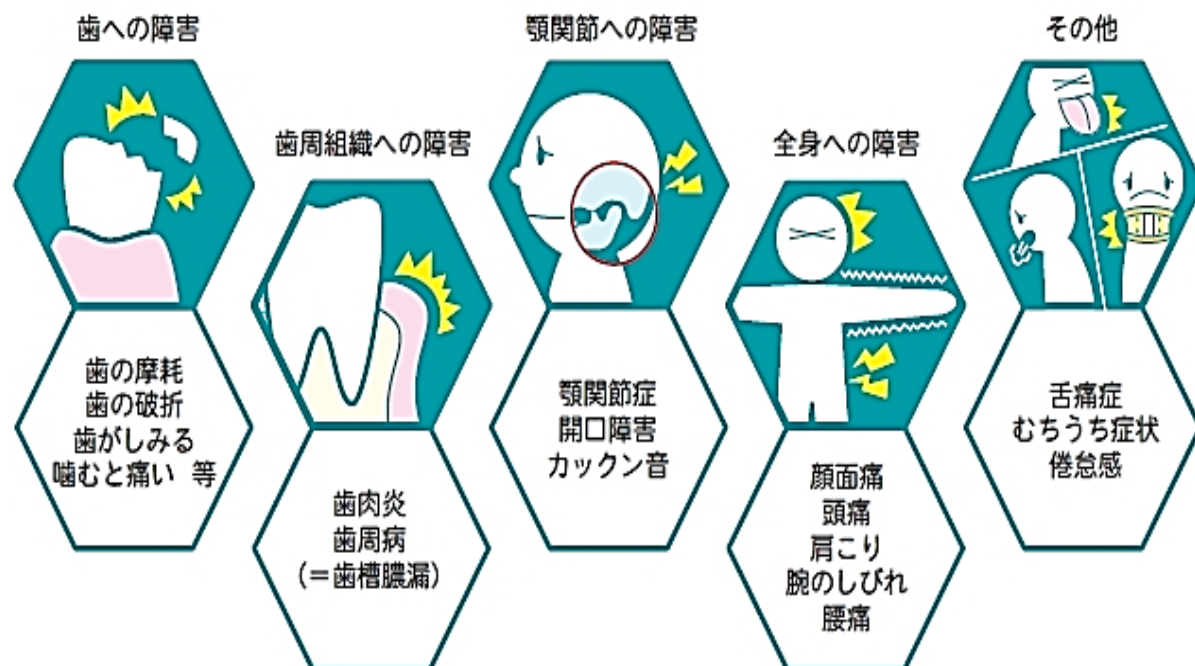 歯への障害
歯の摩耗
歯の破折
歯がしみる
噛むと痛い 等
歯周組織への障害
歯肉炎
歯周病
(=歯槽膿漏)
顎関節への障害
顎関節症
開口障害
カックン音
全身への障害
顔面痛
頭痛
肩こり
腕のしびれ
腰痛
その他
舌痛症
むちうち症状
倦怠感